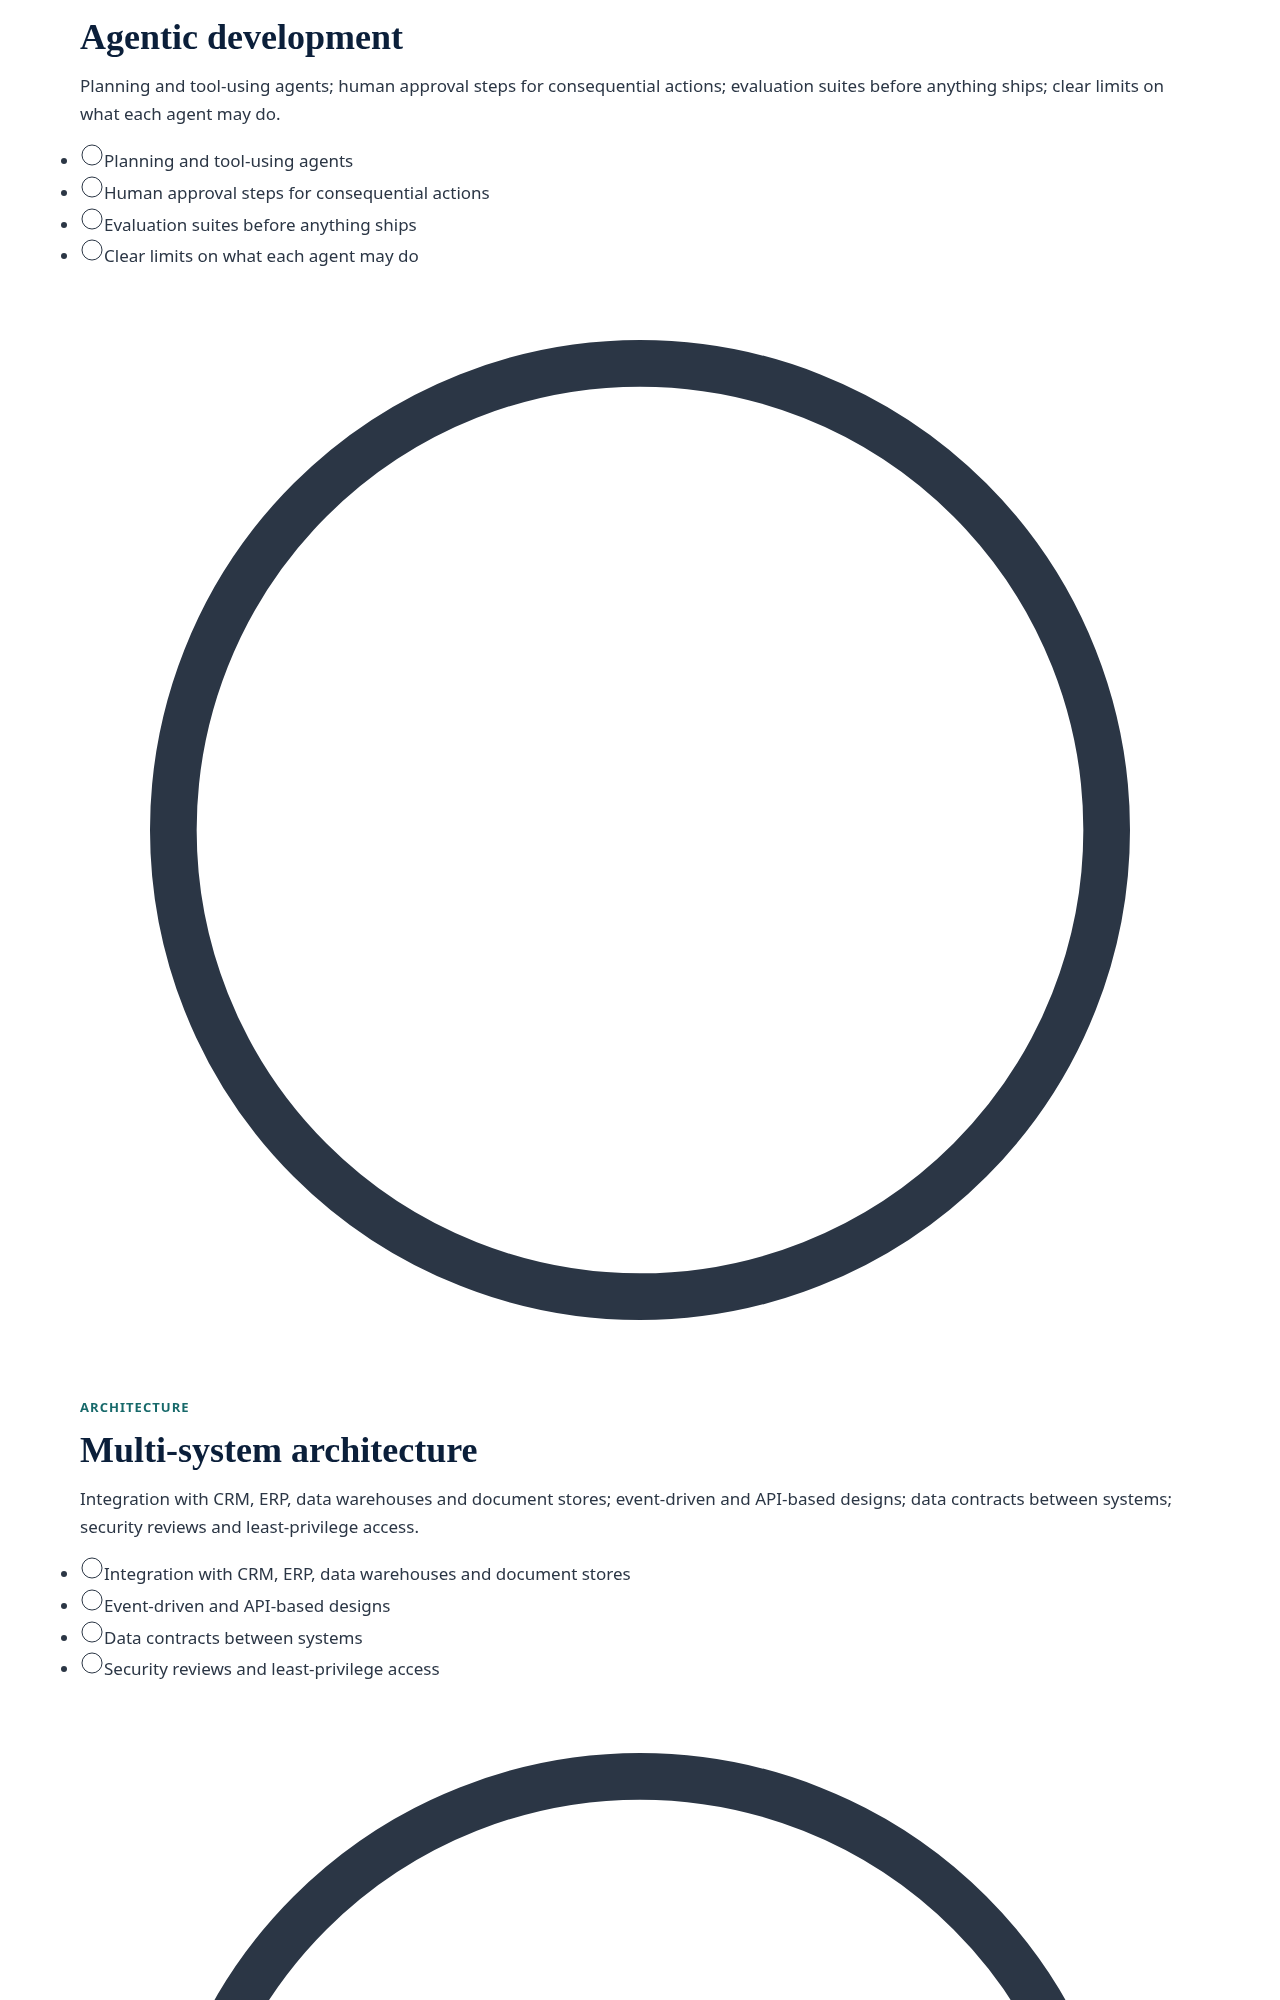 Agentic development
Planning and tool-using agents; human approval steps for consequential actions; evaluation suites before anything ships; clear limits on
what each agent may do.
Planning and tool-using agents
Human approval steps for consequential actions
Evaluation suites before anything ships
Clear limits on what each agent may do
ARCHITECTURE
Multi-system architecture
Integration with CRM, ERP, data warehouses and document stores; event-driven and API-based designs; data contracts between systems;
security reviews and least-privilege access.
Integration with CRM, ERP, data warehouses and document stores
Event-driven and API-based designs
Data contracts between systems
Security reviews and least-privilege access